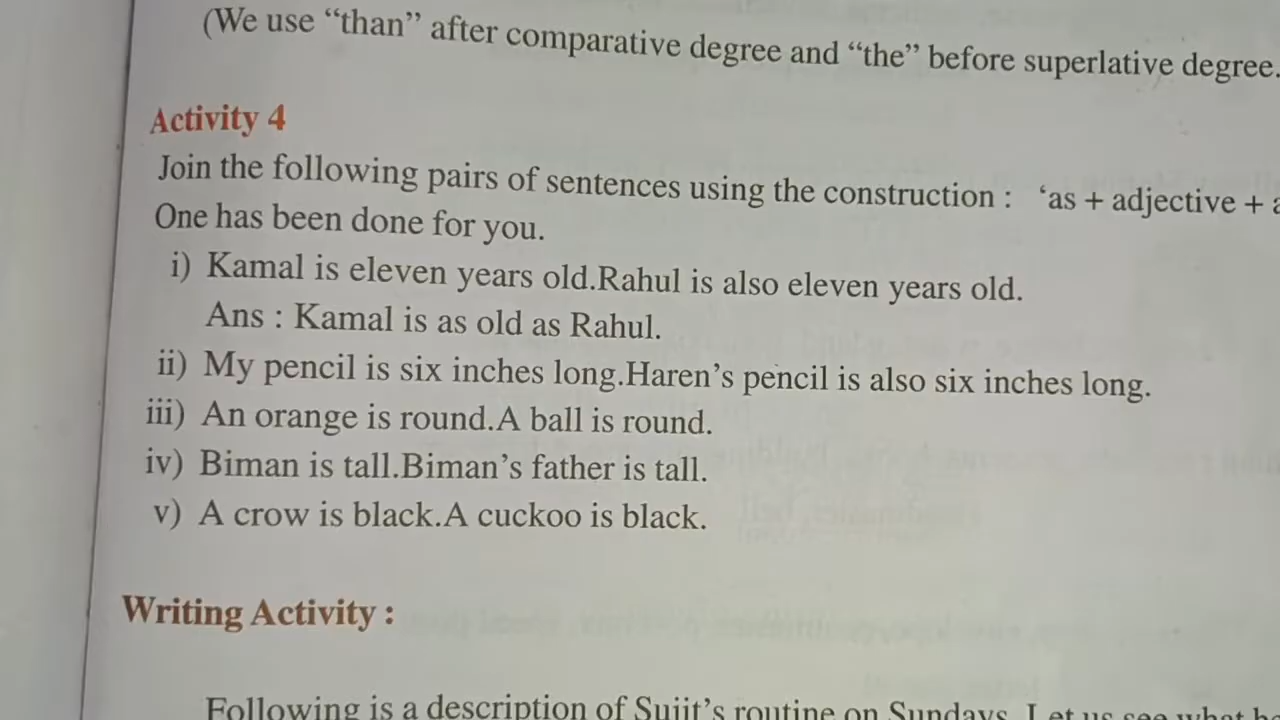 (We use “than” after comparative degree and “the” before superlative degree.
Activity 4
Join the following pairs of sentences using the construction : ‘as + adjective +
One has been done for you.
i) Kamal is eleven years old.Rahul is also eleven years old.
Ans : Kamal is as old as Rahul.
ii) My pencil is six inches long.Haren’s pencil is also six inches long.
iii) An orange is round.A ball is round.
iv) Biman is tall.Biman’s father is tall.
v) A crow is black.A cuckoo is black.
Writing Activity :
Following is a description of Sujit’s routine on Sundays. Let us see what